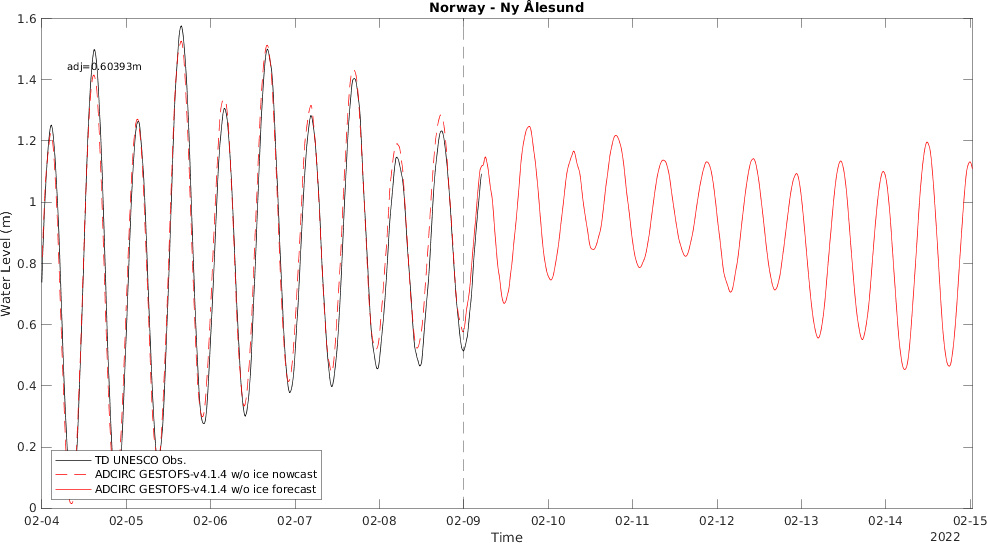 Norway - Ny Ålesund
1.6
adj=0.60393m
1.4
1.2
1
0.8
0.6
0.4
0.2
0
Water Level (m)
TD UNESCO Obs.
ADCIRC GESTOFS-v4.1.4 w/o ice nowcast
ADCIRC GESTOFS-v4.1.4 w/o ice forecast
02-04 02-05 02-06 02-07 02-08 02-09 02-10 02-11 02-12 02-13 02-14 02-15
Time
2022